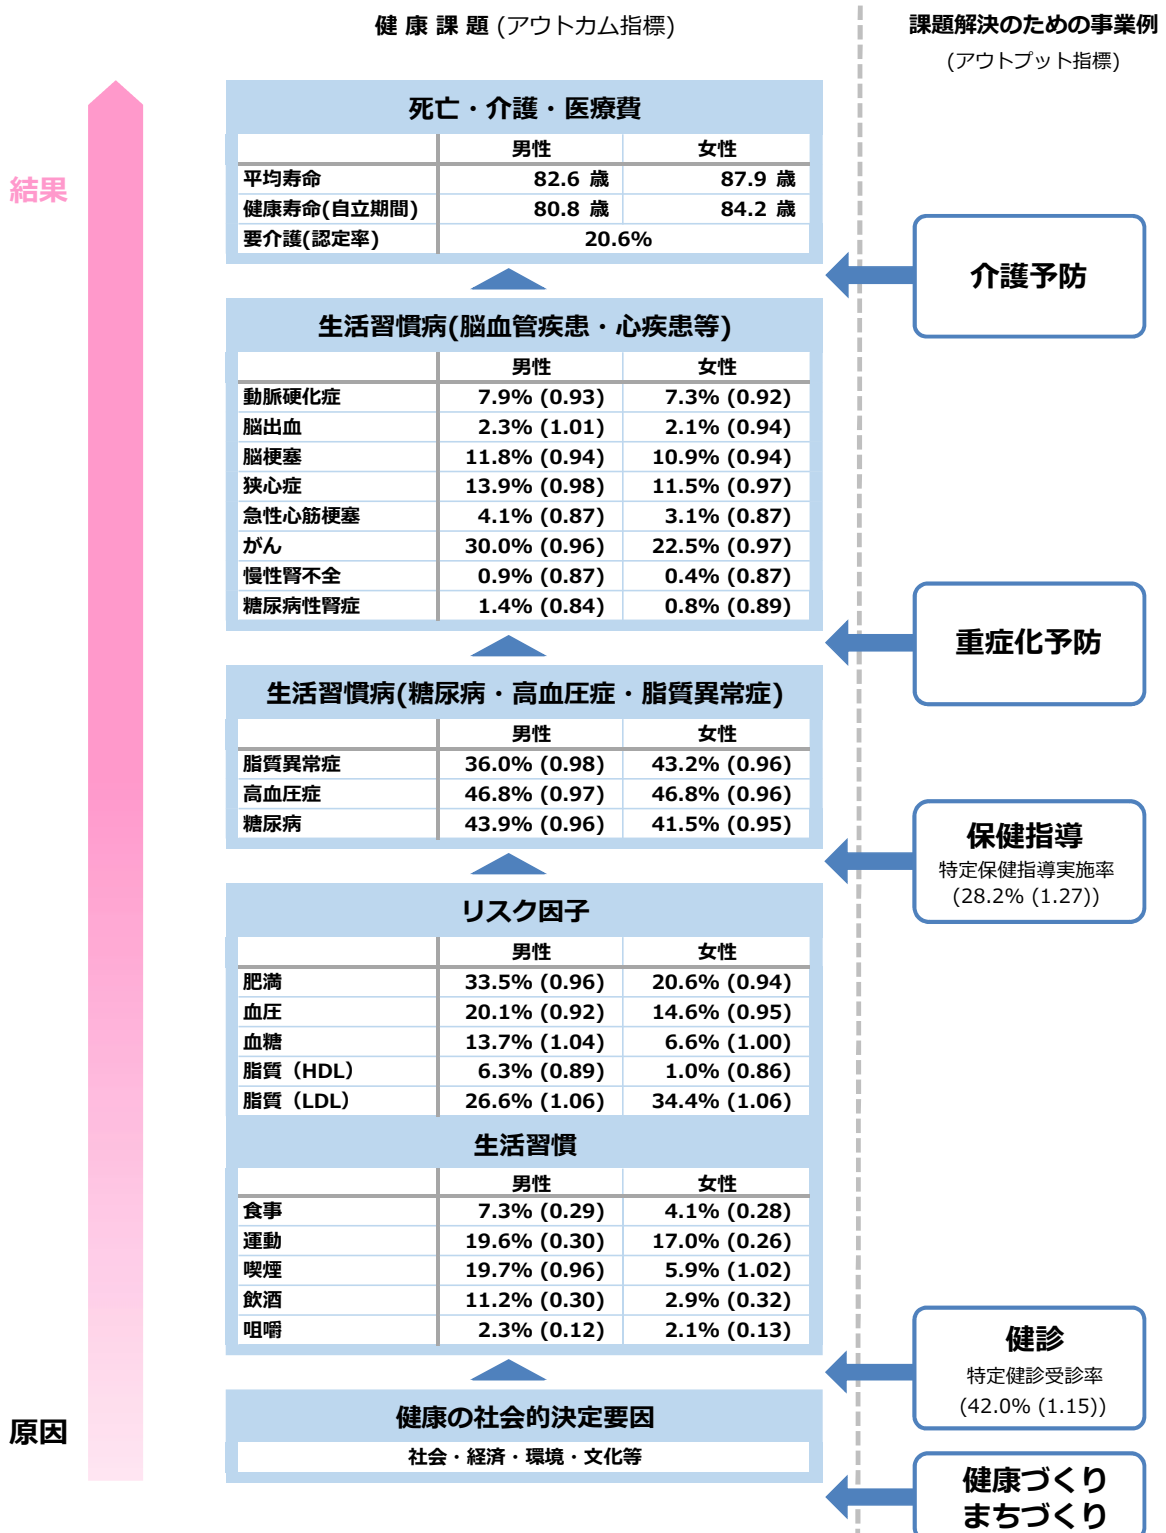 健 康 課 題 (アウトカム指標)
課題解決のための事業例
(アウトプット指標)
結果
原因
死亡・介護・医療費
男性 女性
平均寿命 82.6 歳 87.9 歳
健康寿命(自立期間) 80.8 歳 84.2 歳
要介護(認定率) 20.6%
介護予防
生活習慣病(脳血管疾患・心疾患等)
男性 女性
動脈硬化症 7.9% (0.93) 7.3% (0.92)
脳出血 2.3% (1.01) 2.1% (0.94)
脳梗塞 11.8% (0.94) 10.9% (0.94)
狭心症 13.9% (0.98) 11.5% (0.97)
急性心筋梗塞 4.1% (0.87) 3.1% (0.87)
がん 30.0% (0.96) 22.5% (0.97)
慢性腎不全 0.9% (0.87) 0.4% (0.87)
糖尿病性腎症 1.4% (0.84) 0.8% (0.89)
重症化予防
生活習慣病(糖尿病・高血圧症・脂質異常症)
男性 女性
脂質異常症 36.0% (0.98) 43.2% (0.96)
高血圧症 46.8% (0.97) 46.8% (0.96)
糖尿病 43.9% (0.96) 41.5% (0.95)
保健指導
特定保健指導実施率
(28.2% (1.27))
リスク因子
男性 女性
肥満 33.5% (0.96) 20.6% (0.94)
血圧 20.1% (0.92) 14.6% (0.95)
血糖 13.7% (1.04) 6.6% (1.00)
脂質（HDL） 6.3% (0.89) 1.0% (0.86)
脂質（LDL） 26.6% (1.06) 34.4% (1.06)
生活習慣
男性 女性
食事 7.3% (0.29) 4.1% (0.28)
運動 19.6% (0.30) 17.0% (0.26)
喫煙 19.7% (0.96) 5.9% (1.02)
飲酒 11.2% (0.30) 2.9% (0.32)
咀嚼 2.3% (0.12) 2.1% (0.13)
健診
特定健診受診率
(42.0% (1.15))
健康の社会的決定要因
社会・経済・環境・文化等
健康づくり
まちづくり